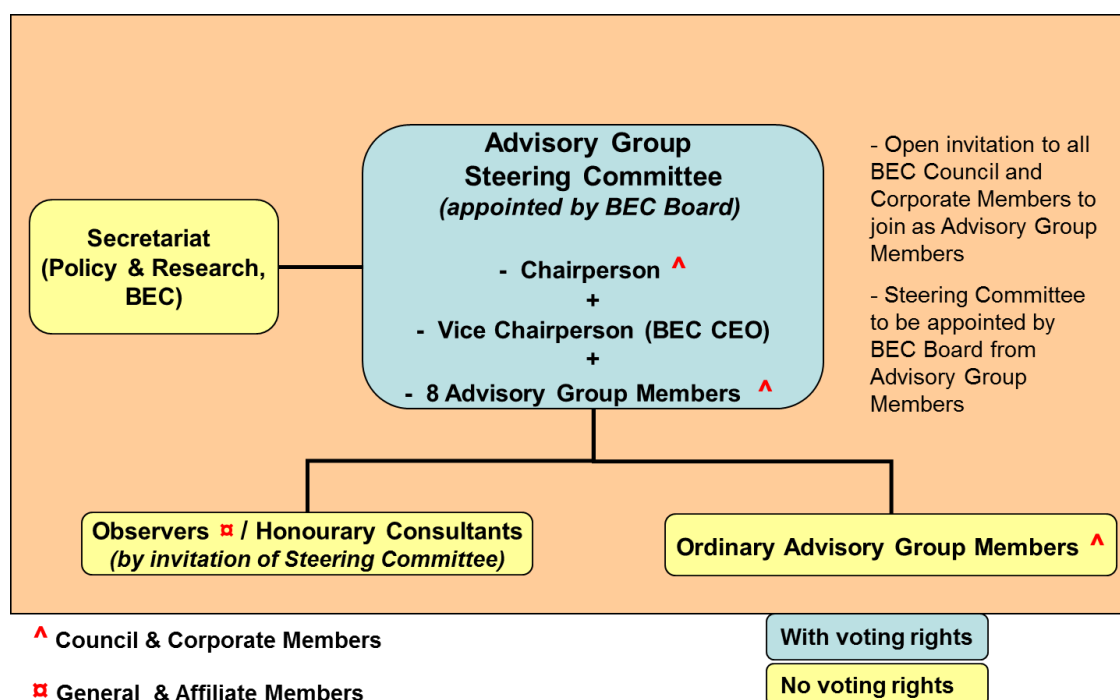 Advisory Group
Steering Committee
(appointed by BEC Board)
- Chairperson ^
+
- Vice Chairperson (BEC CEO)
+
- 8 Advisory Group Members ^
Secretariat
(Policy & Research,
BEC)
- Open invitation to all
BEC Council and
Corporate Members to
join as Advisory Group
Members
- Steering Committee
to be appointed by
BEC Board from
Advisory Group
Members
Observers ¤ / Honourary Consultants
(by invitation of Steering Committee)
Ordinary Advisory Group Members ^
^ Council & Corporate Members
¤ General & Affiliate Members
With voting rights
No voting rights